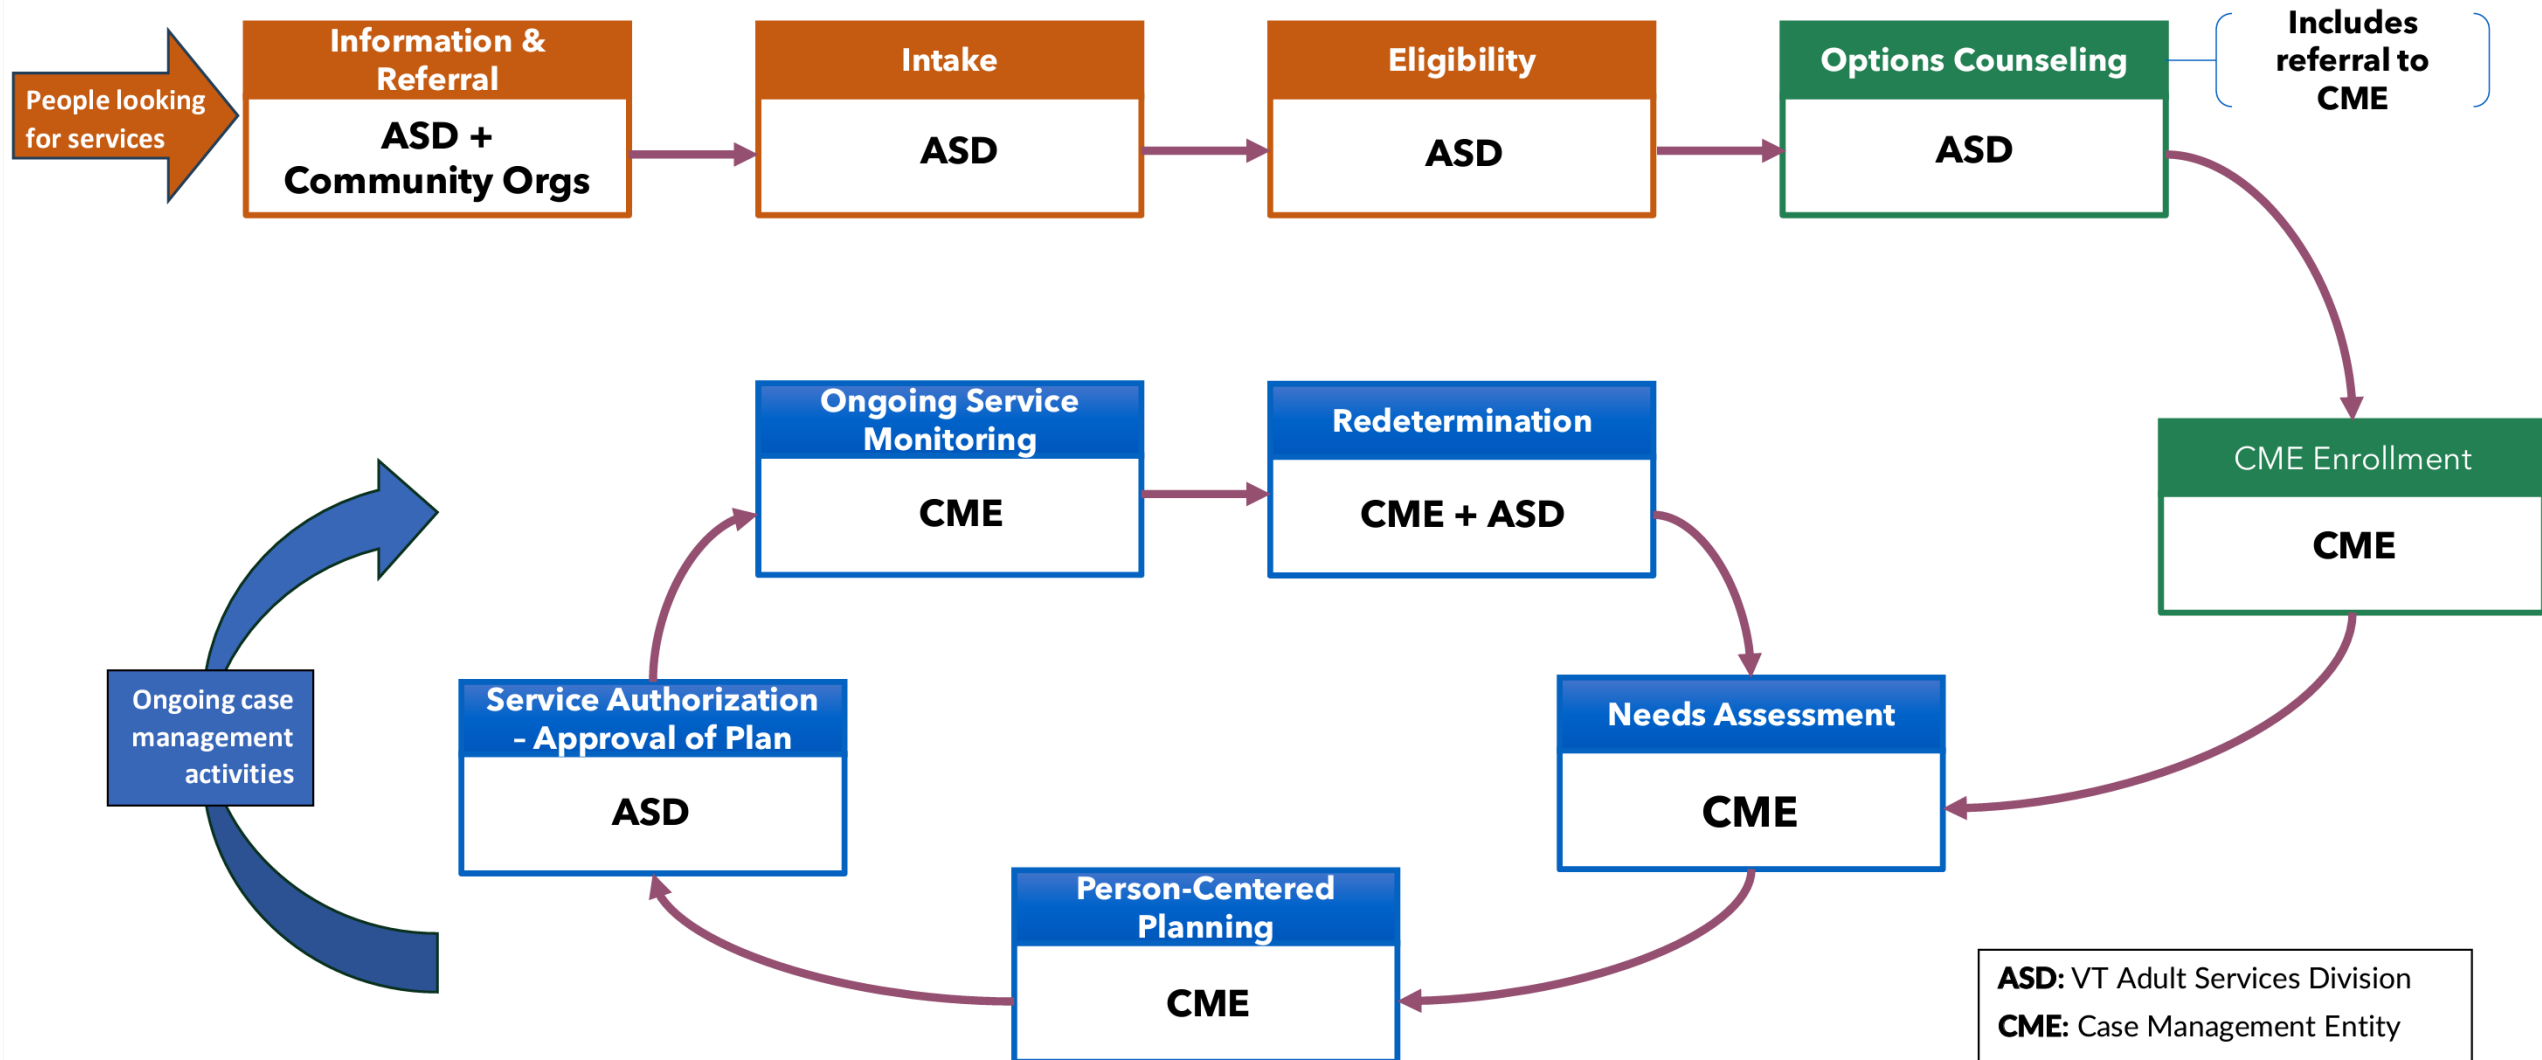 People looking
for services
Information &
Referral
ASD +
Community Orgs
Intake
ASD
Eligibility
ASD
Options Counseling
ASD
Includes
referral to
CME
Ongoing Service
Monitoring
CME
Redetermination
CME + ASD
CME Enrollment
CME
Ongoing case
management
activities
Service Authorization
– Approval of Plan
ASD
Needs Assessment
CME
Person-Centered
Planning
CME
ASD: VT Adult Services Division
CME: Case Management Entity